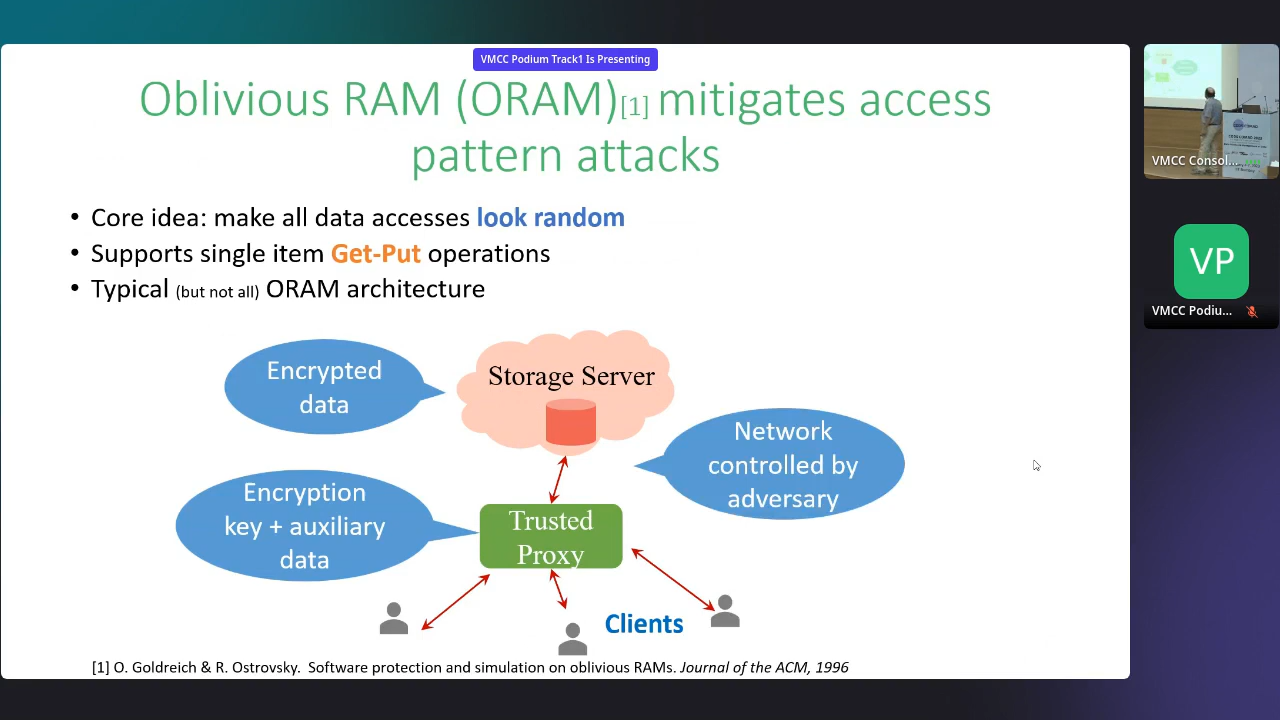 VMCC Podium Track1 Is Presenting
Oblivious RAM (ORAM)[1] mitigates access
pattern attacks
• Core idea: make all data accesses look random
• Supports single item Get-Put operations
• Typical (but not all) ORAM architecture
Encrypted
data
Storage Server
Network
controlled by
adversary
Encryption
key + auxiliary
data
Trusted
Proxy
Clients
[1] O. Goldreich & R. Ostrovsky. Software protection and simulation on oblivious RAMs. Journal of the ACM, 1996
VMCC Consol...
VP
VMCC Podiu...